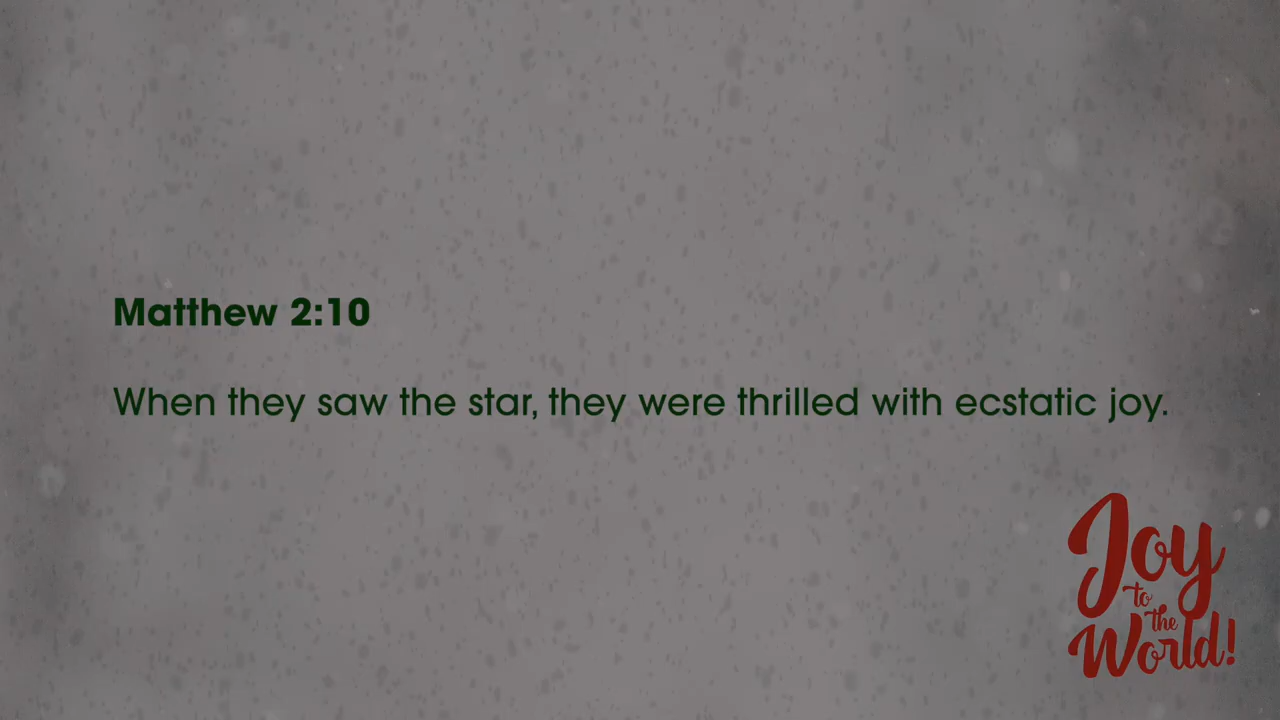 Matthew 2:10
When they saw the star, they were thrilled with ecstatic joy.
Joy
to
the
World!